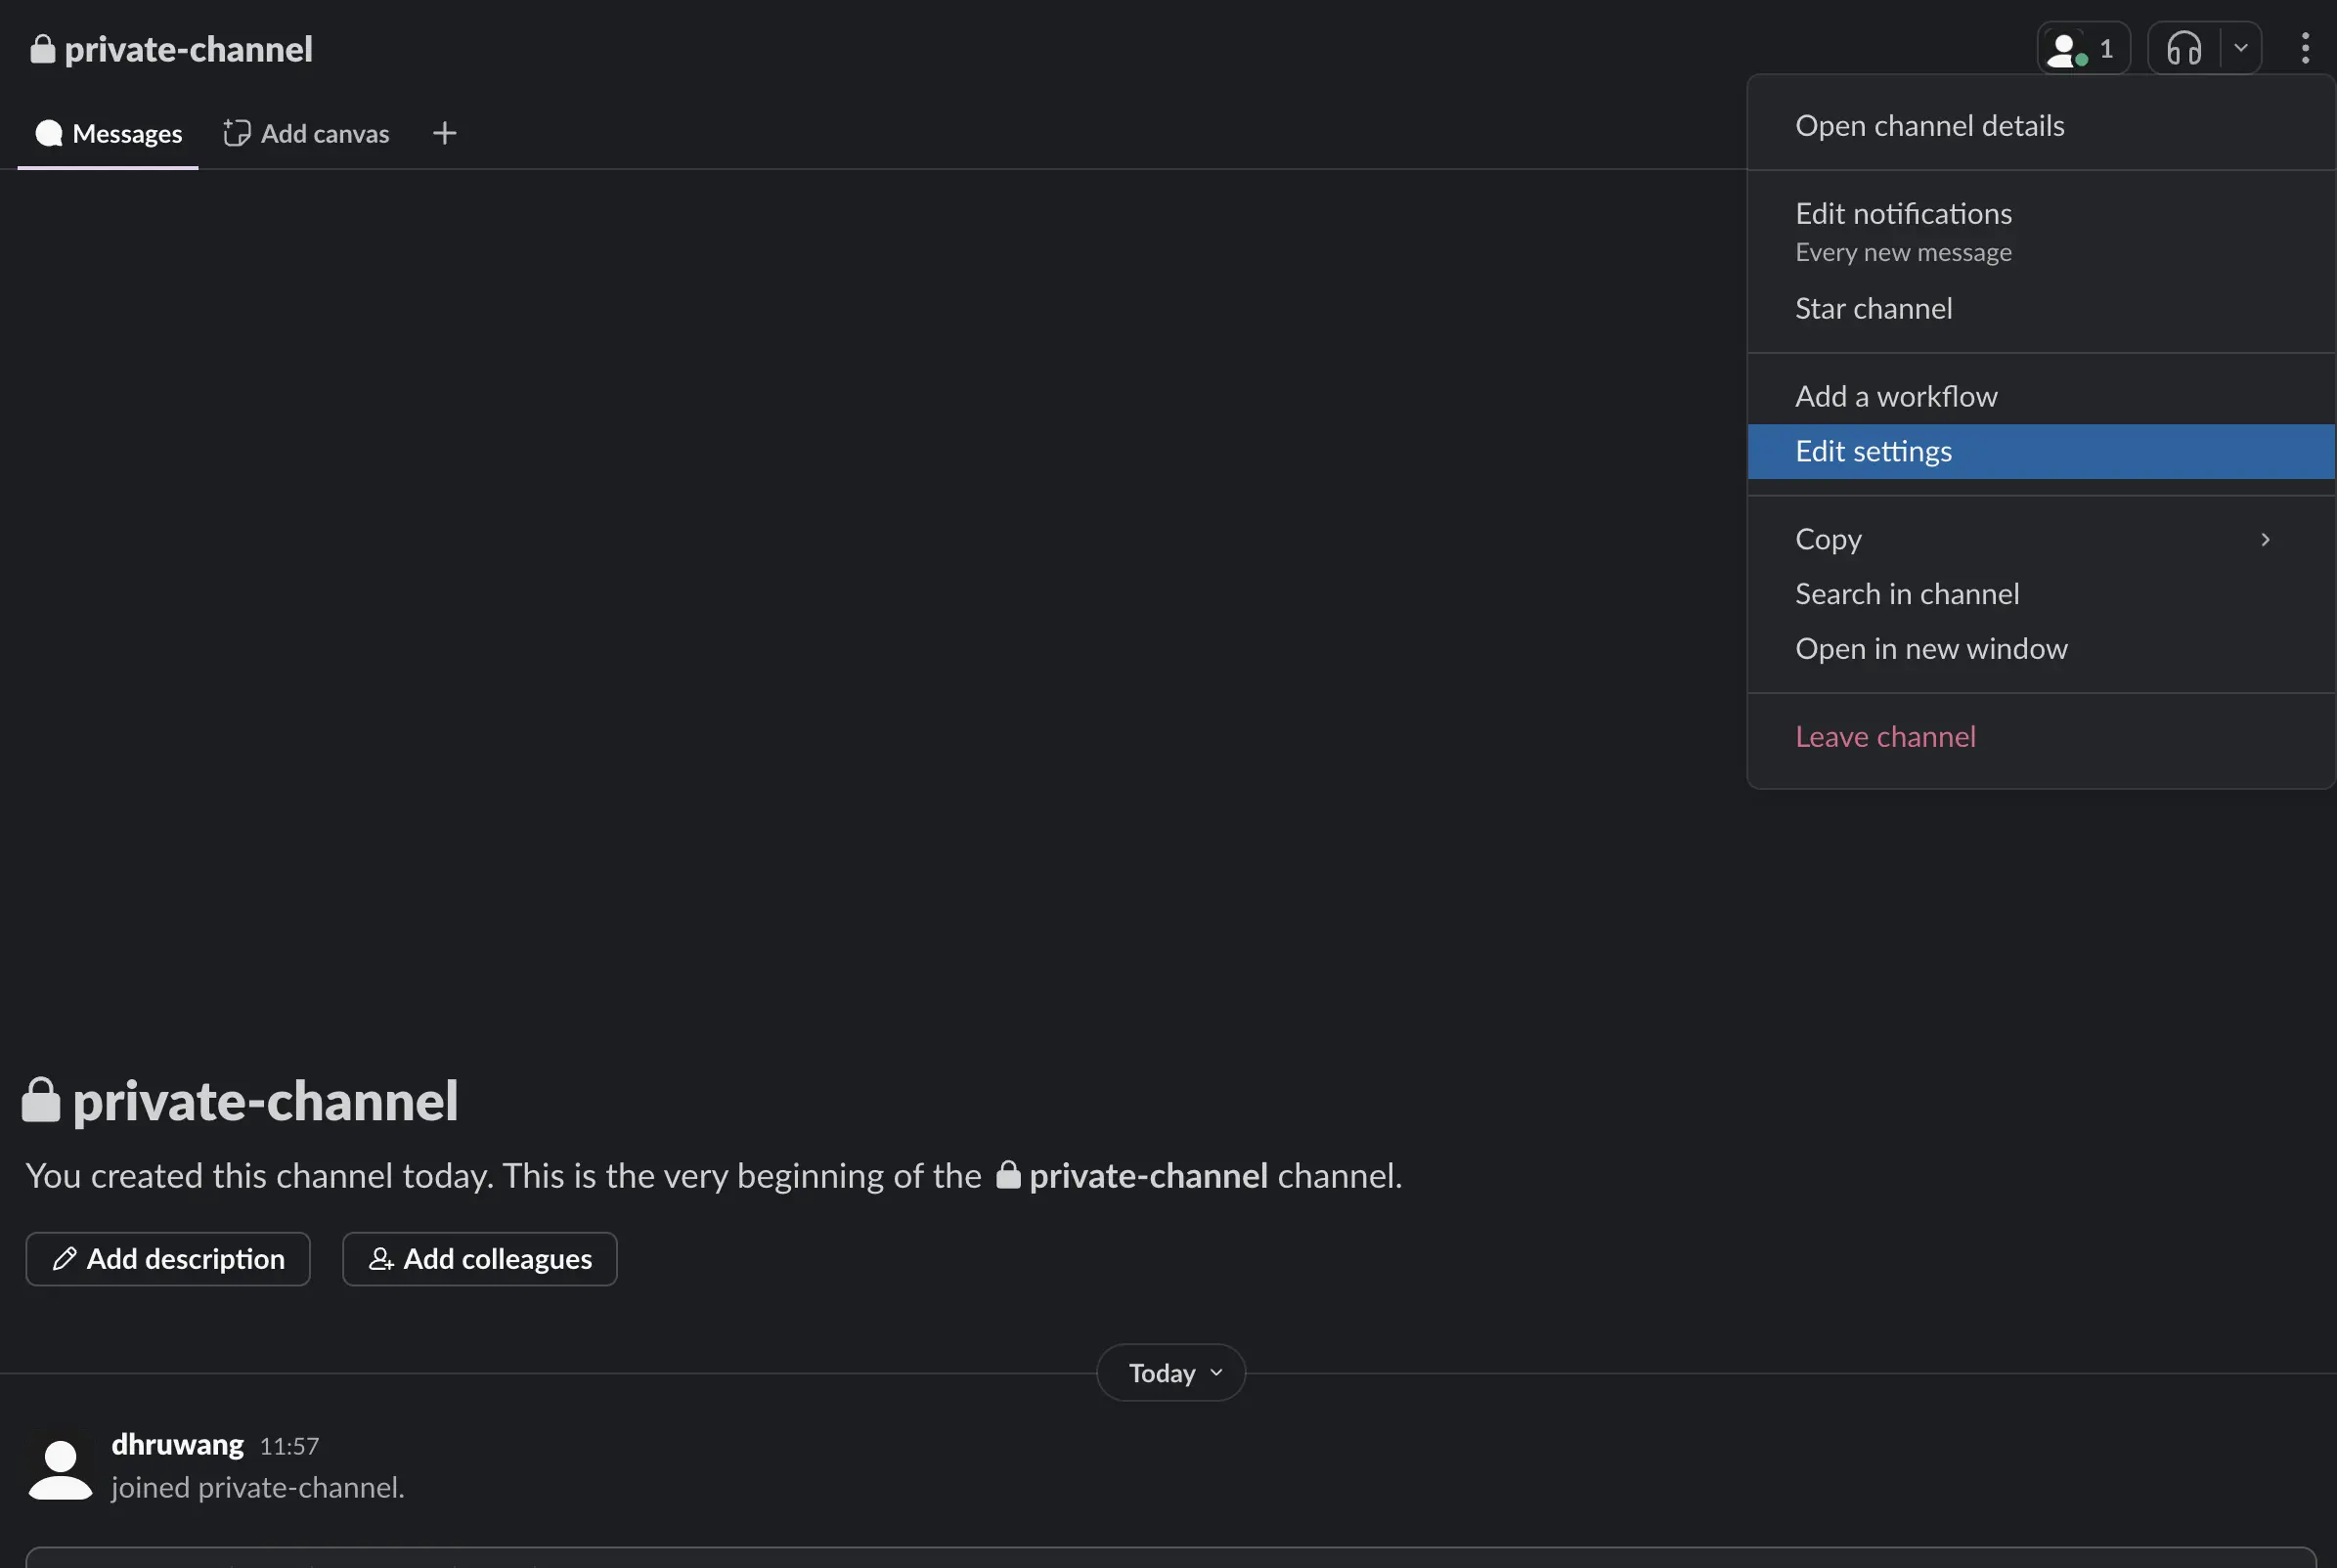 private-channel
1
Messages
Add canvas
Open channel details
Edit notifications
Every new message
Star channel
Add a workflow
Edit settings
Copy
Search in channel
Open in new window
Leave channel
private-channel
You created this channel today. This is the very beginning of the private-channel channel.
Add description
Add colleagues
Today
dhruwang 11:57
joined private-channel.